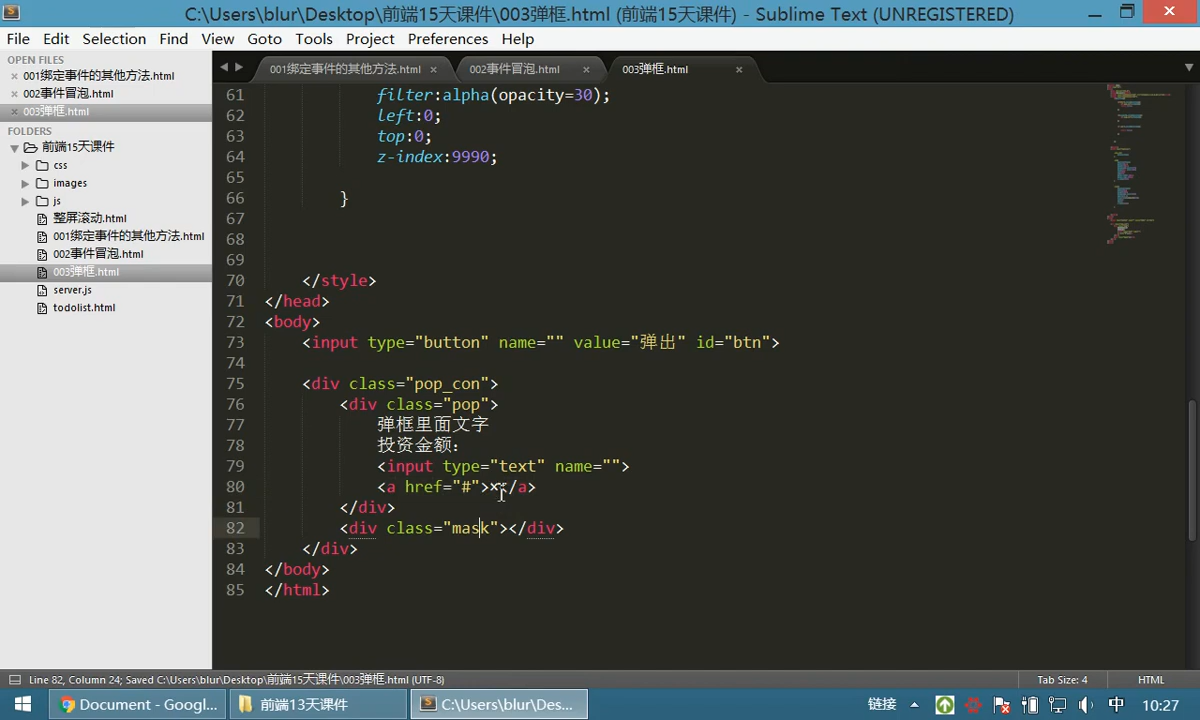 C:\Users\blur\Desktop\前端15天课件\003弹框.html (前端15天课件) - Sublime Text (UNREGISTERED)
File Edit Selection Find View Goto Tools Project Preferences Help
OPEN FILES
× 001绑定事件的其他方法.html
× 002事件冒泡.html
× 003弹框.html
FOLDERS
前端15天课件
css
images
js
整屏滚动.html
001绑定事件的其他方法.html
002事件冒泡.html
003弹框.html
server.js
todolist.html
001绑定事件的其他方法.html × 002事件冒泡.html × 003弹框.html ×
61 filter:alpha(opacity=30);
62 left:0;
63 top:0;
64 z-index:9990;
65
66 }
67
68
69
70 </style>
71 </head>
72 <body>
73 <input type="button" name="" value="弹出" id="btn">
74
75 <div class="pop_con">
76 <div class="pop">
77 弹框里面文字
78 投资金额:
79 <input type="text" name="">
80 <a href="#">×</a>
81 </div>
82 <div class="mask"></div>
83 </div>
84 </body>
85 </html>
Line 82, Column 24; Saved C:\Users\blur\Desktop\前端15天课件\003弹框.html (UTF-8) Tab Size: 4 HTML
Document - Googl... 前端13天课件 C:\Users\blur\Des... 链接 中 10:27